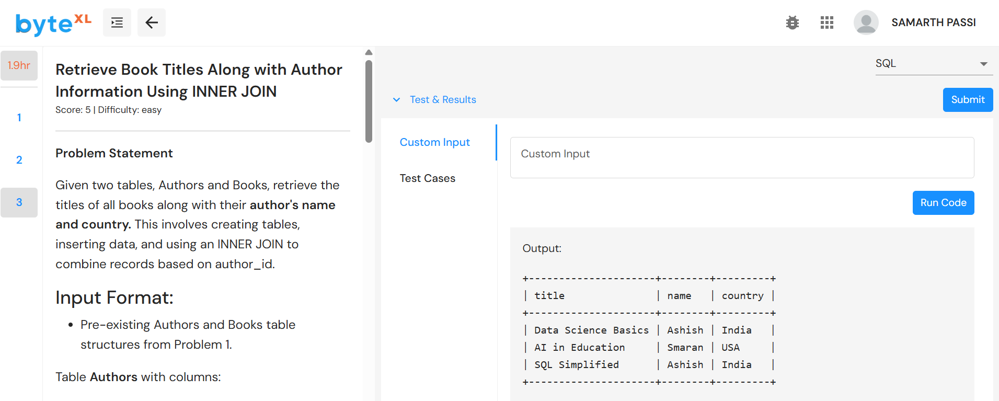 byteXL
SAMARTH PASSI
1.9hr
1
2
3
Retrieve Book Titles Along with Author
Information Using INNER JOIN
Score: 5 | Difficulty: easy
Problem Statement
Given two tables, Authors and Books, retrieve the
titles of all books along with their author's name
and country. This involves creating tables,
inserting data, and using an INNER JOIN to
combine records based on author_id.
Input Format:
• Pre-existing Authors and Books table
structures from Problem 1.
Table Authors with columns:
SQL
Test & Results
Submit
Custom Input
Test Cases
Custom Input
Run Code
Output:
+----------------------+--------+---------+
| title                | name   | country |
+----------------------+--------+---------+
| Data Science Basics | Ashish | India   |
| AI in Education     | Smaran | USA     |
| SQL Simplified      | Ashish | India   |
+----------------------+--------+---------+